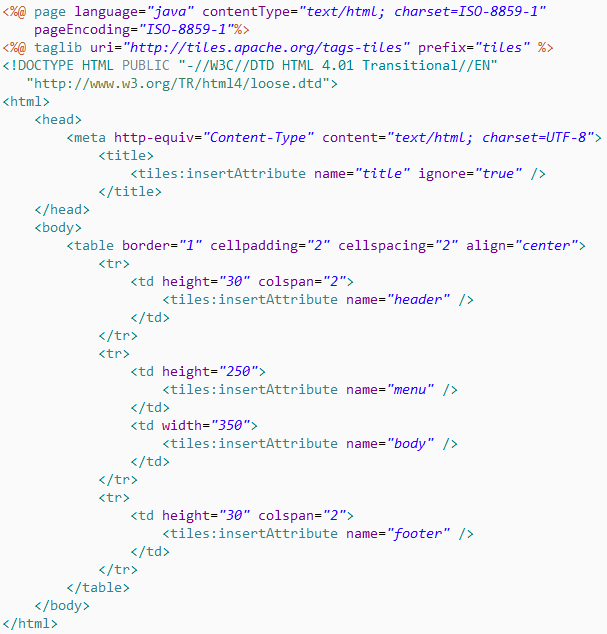 <%@ page language="java" contentType="text/html; charset=ISO-8859-1"
    pageEncoding="ISO-8859-1"%>
<%@ taglib uri="http://tiles.apache.org/tags-tiles" prefix="tiles" %>
<!DOCTYPE HTML PUBLIC "-//W3C//DTD HTML 4.01 Transitional//EN"
   "http://www.w3.org/TR/html4/loose.dtd">
<html>
    <head>
        <meta http-equiv="Content-Type" content="text/html; charset=UTF-8">
            <title>
                <tiles:insertAttribute name="title" ignore="true" />
            </title>
    </head>
    <body>
        <table border="1" cellpadding="2" cellspacing="2" align="center">
            <tr>
                <td height="30" colspan="2">
                    <tiles:insertAttribute name="header" />
                </td>
            </tr>
            <tr>
                <td height="250">
                    <tiles:insertAttribute name="menu" />
                </td>
                <td width="350">
                    <tiles:insertAttribute name="body" />
                </td>
            </tr>
            <tr>
                <td height="30" colspan="2">
                    <tiles:insertAttribute name="footer" />
                </td>
            </tr>
        </table>
    </body>
</html>